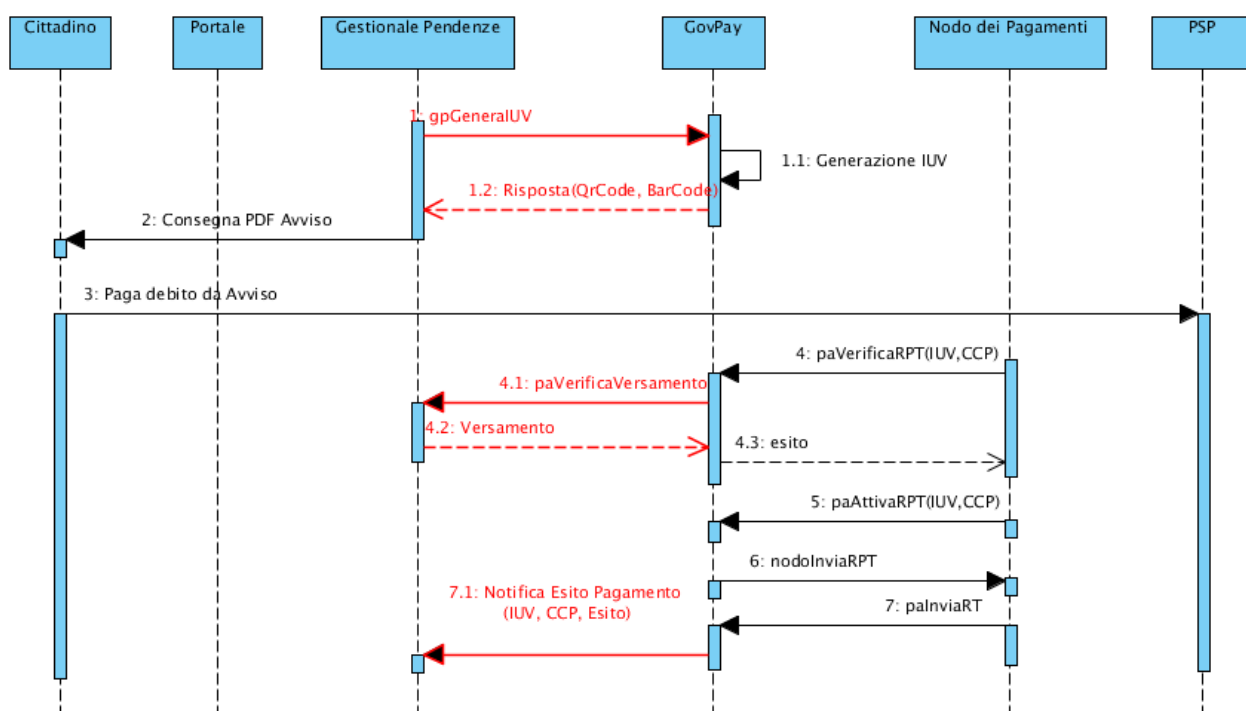 Cittadino
Portale
Gestionale Pendenze
GovPay
Nodo dei Pagamenti
PSP
1: gpGeneraIUV
1.1: Generazione IUV
1.2: Risposta(QrCode, BarCode)
2: Consegna PDF Avviso
3: Paga debito da Avviso
4: paVerificaRPT(IUV,CCP)
4.1: paVerificaVersamento
4.2: Versamento
4.3: esito
5: paAttivaRPT(IUV,CCP)
6: nodoInviaRPT
7.1: Notifica Esito Pagamento
(IUV, CCP, Esito)
7: paInviaRT